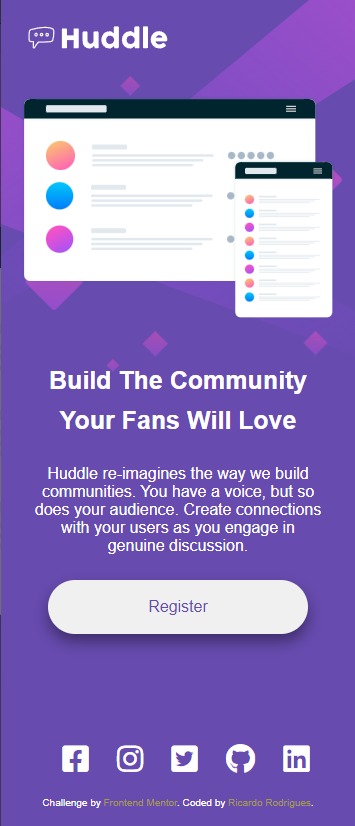 Huddle
Build The Community
Your Fans Will Love
Huddle re-imagines the way we build
communities. You have a voice, but so
does your audience. Create connections
with your users as you engage in
genuine discussion.
Register
Challenge by Frontend Mentor. Coded by Ricardo Rodrigues.